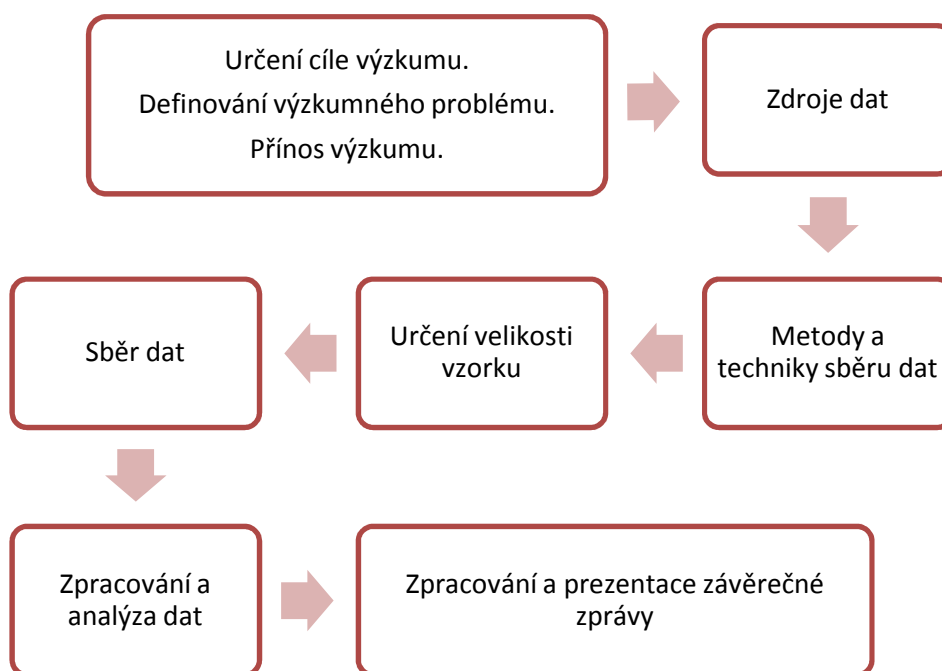 Určení cíle výzkumu.
Definování výzkumného problému.
Přínos výzkumu.
Zdroje dat
Metody a
techniky sběru dat
Určení velikosti
vzorku
Sběr dat
Zpracování a
analýza dat
Zpracování a prezentace závěrečné
zprávy